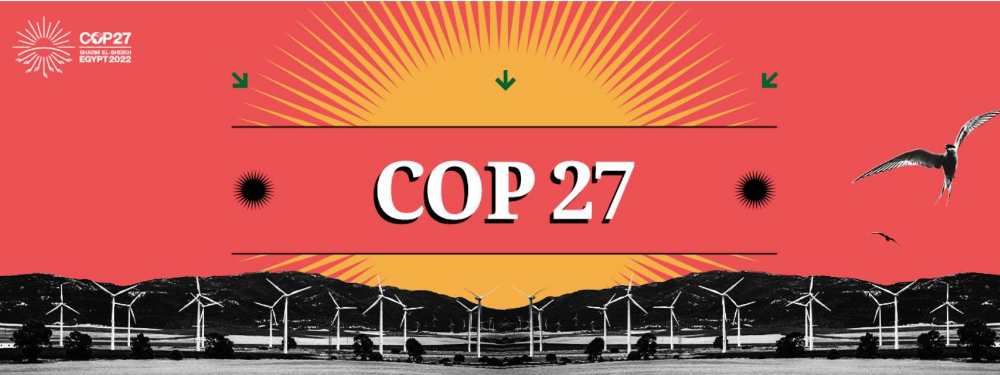 COP27
SHARM EL-SHEIKH
EGYPT 2022
COP 27